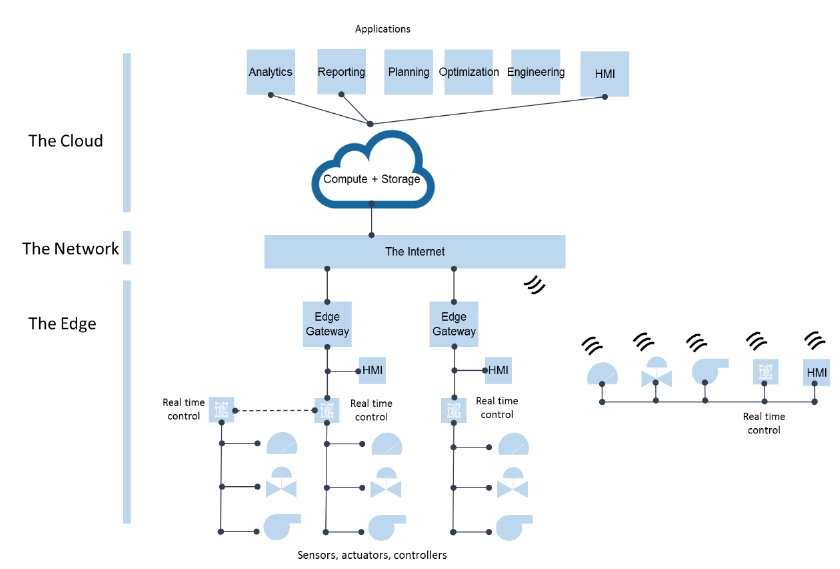 Applications
Analytics
Reporting
Planning
Optimization
Engineering
HMI
The Cloud
Compute + Storage
The Network
The Internet
The Edge
Edge
Gateway
Edge
Gateway
HMI
HMI
HMI
Real time
control
Real time
control
Real time
control
Real time
control
Sensors, actuators, controllers